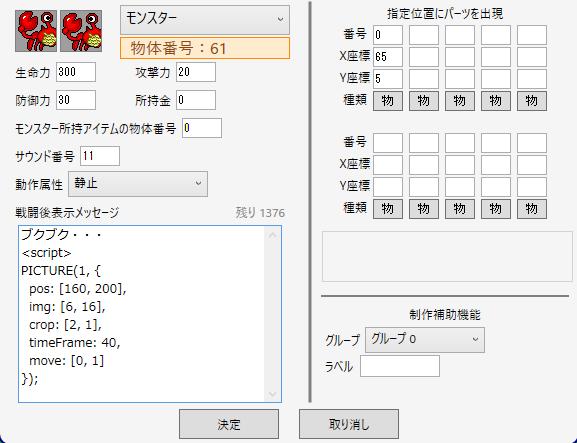 モンスター
物体番号：61
生命力 300 攻撃力 20
防御力 30 所持金 0
モンスター所持アイテムの物体番号 0
サウンド番号 11
動作属性 静止
戦闘後表示メッセージ 残り 1376
ブクブク・・・
<script>
PICTURE(1, {
  pos: [160, 200],
  img: [6, 16],
  crop: [2, 1],
  timeFrame: 40,
  move: [0, 1]
});
指定位置にパーツを出現
番号 0
X座標 65
Y座標 5
種類 物 物 物 物 物
番号
X座標
Y座標
種類 物 物 物 物 物
制作補助機能
グループ グループ 0
ラベル
決定 取り消し